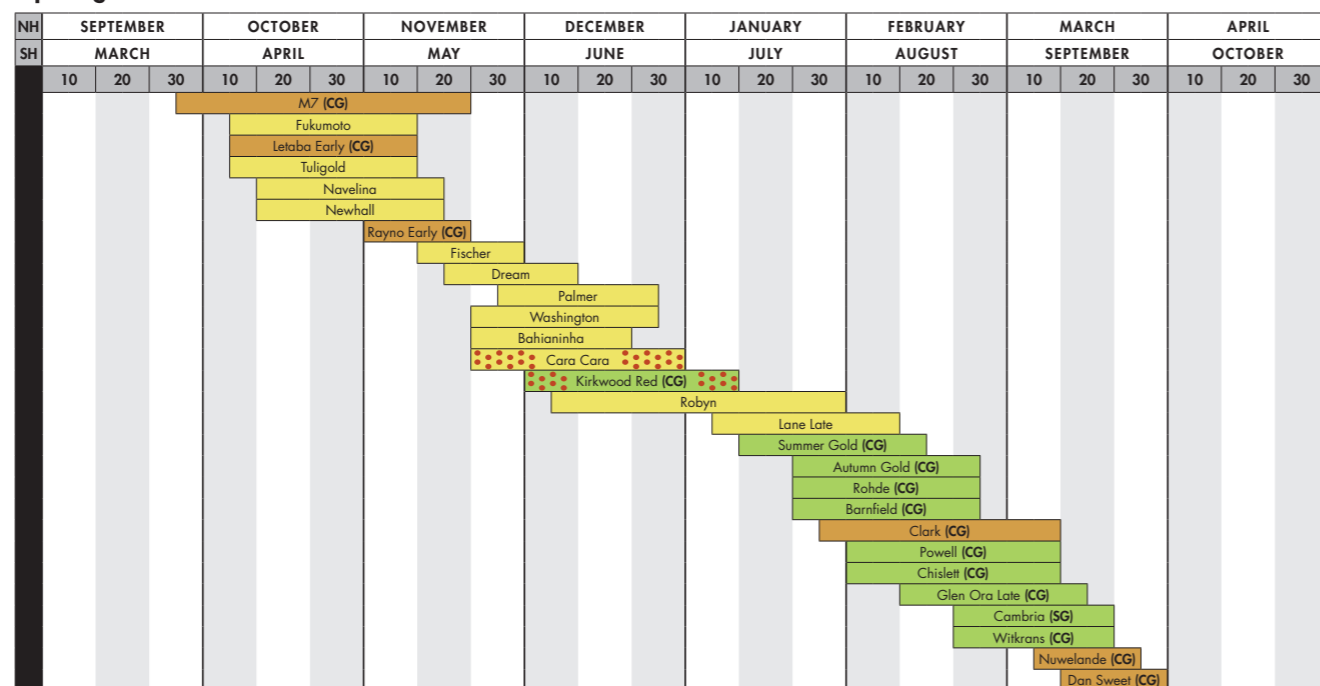 NH SEPTEMBER OCTOBER NOVEMBER DECEMBER JANUARY FEBRUARY MARCH APRIL
SH MARCH APRIL MAY JUNE JULY AUGUST SEPTEMBER OCTOBER
10 20 30 10 20 30 10 20 30 10 20 30 10 20 30 10 20 30 10 20 30 10 20 30
M7 (CG)
Fukumoto
Letaba Early (CG)
Tuligold
Navelina
Newhall
Rayno Early (CG)
Fischer
Dream
Palmer
Washington
Bahianinha
Cara Cara
Kirkwood Red (CG)
Robyn
Lane Late
Summer Gold (CG)
Autumn Gold (CG)
Rohde (CG)
Barnfield (CG)
Clark (CG)
Powell (CG)
Chislett (CG)
Glen Ora Late (CG)
Cambria (SG)
Witkrans (CG)
Nuwelande (CG)
Dan Sweet (CG)